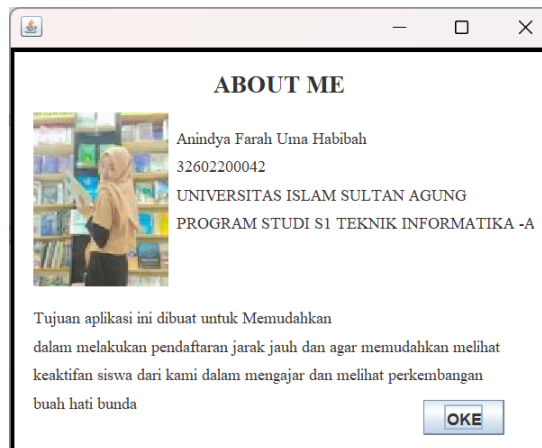 ABOUT ME
Anindya Farah Uma Habibah
32602200042
UNIVERSITAS ISLAM SULTAN AGUNG
PROGRAM STUDI S1 TEKNIK INFORMATIKA -A
Tujuan aplikasi ini dibuat untuk Memudahkan
dalam melakukan pendaftaran jarak jauh dan agar memudahkan melihat
keaktifan siswa dari kami dalam mengajar dan melihat perkembangan
buah hati bunda
OKE